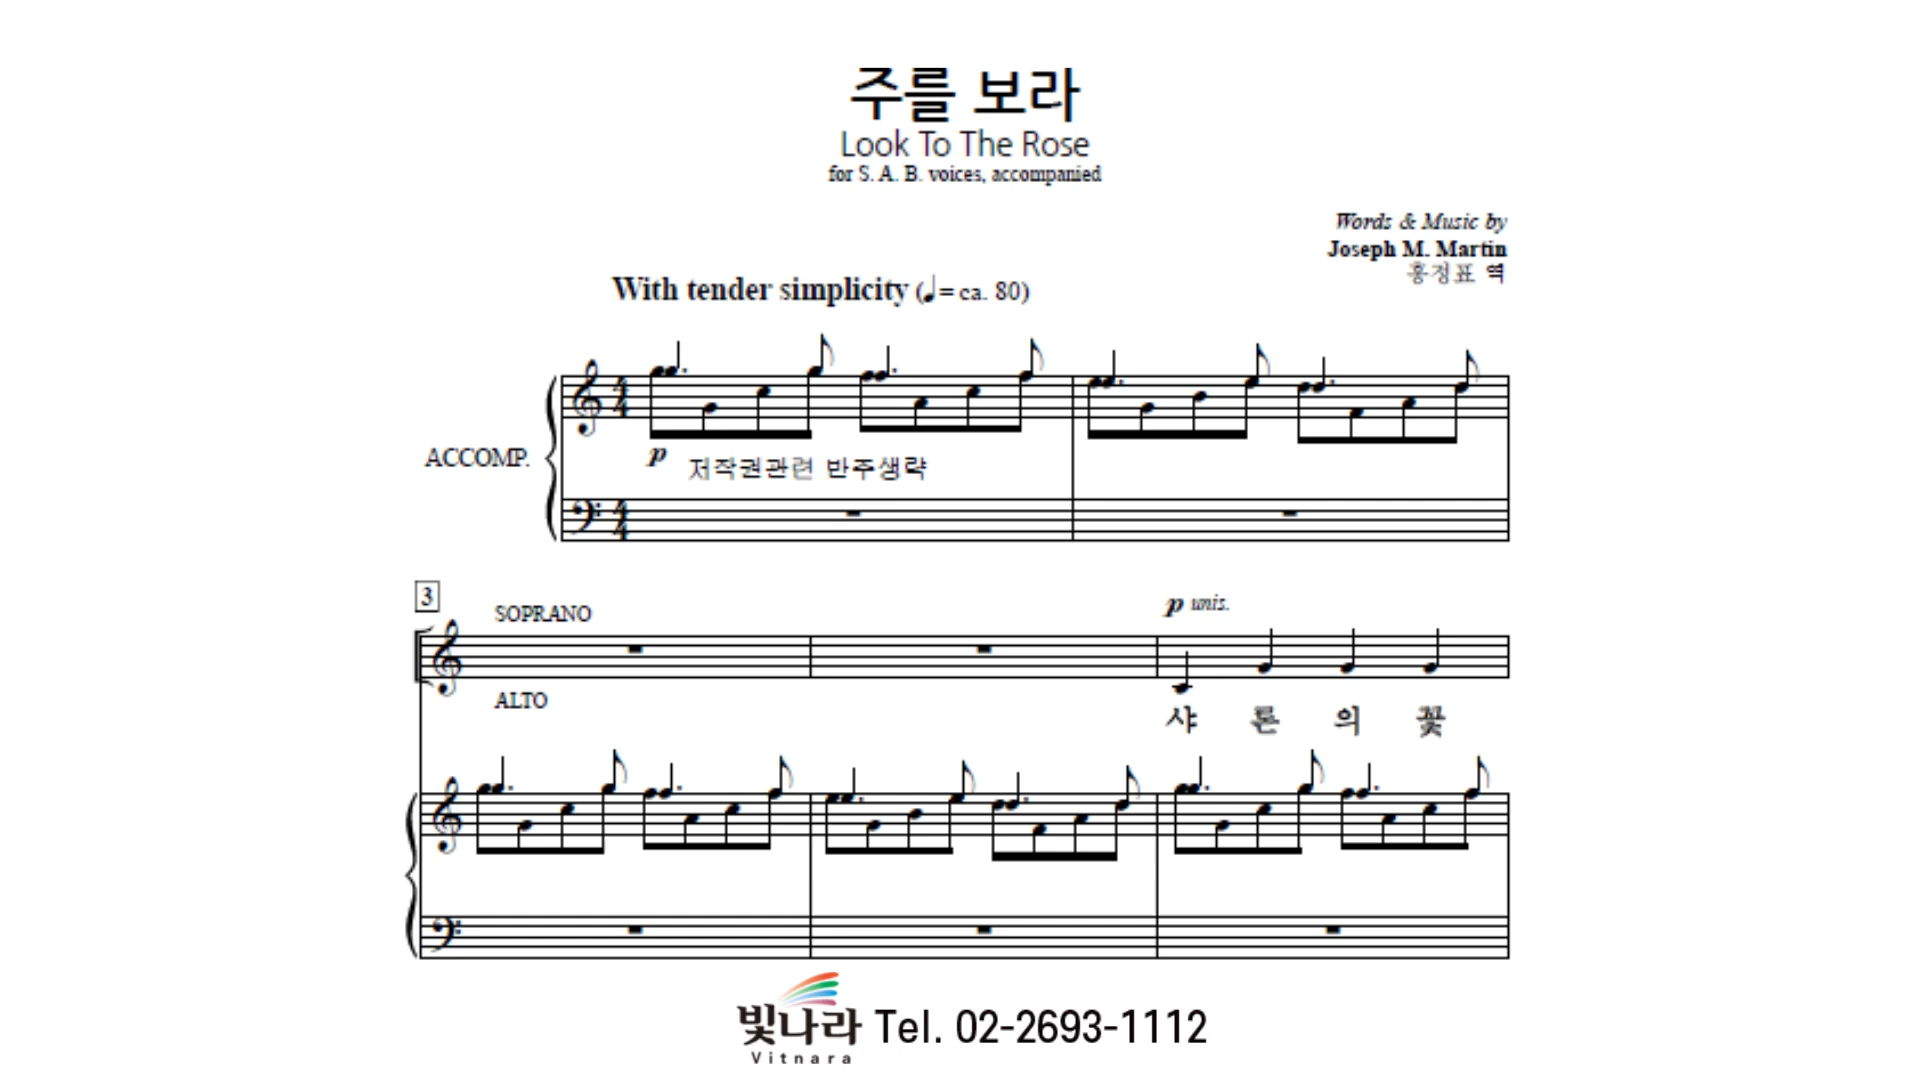 주를 보라
Look To The Rose
for S. A. B. voices, accompanied
Words & Music by
Joseph M. Martin
홍정표 역
With tender simplicity (♩= ca. 80)
ACCOMP.
p
저작권관련 반주생략
3
SOPRANO
p unis.
ALTO
샤 론 의 꽃
빛나라 Tel. 02-2693-1112
Vitnara